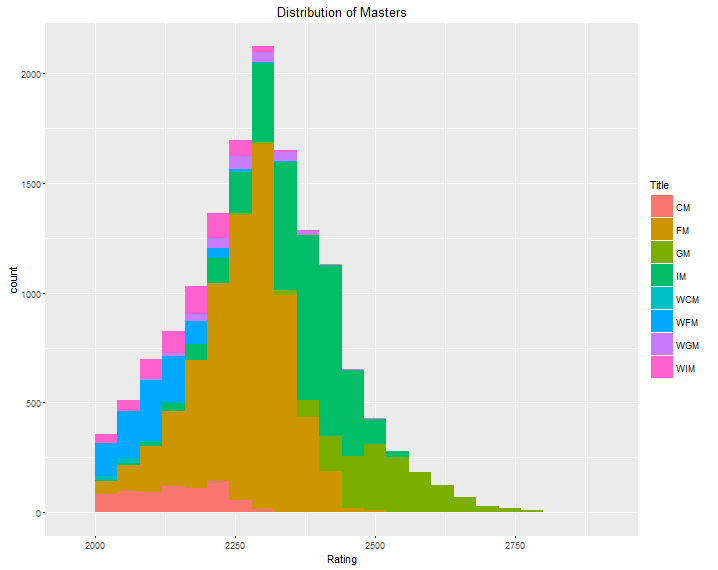 Distribution of Masters
2000
1500
1000
500
0
count
2000 2250 2500 2750
Rating
Title
CM
FM
GM
IM
WCM
WFM
WGM
WIM